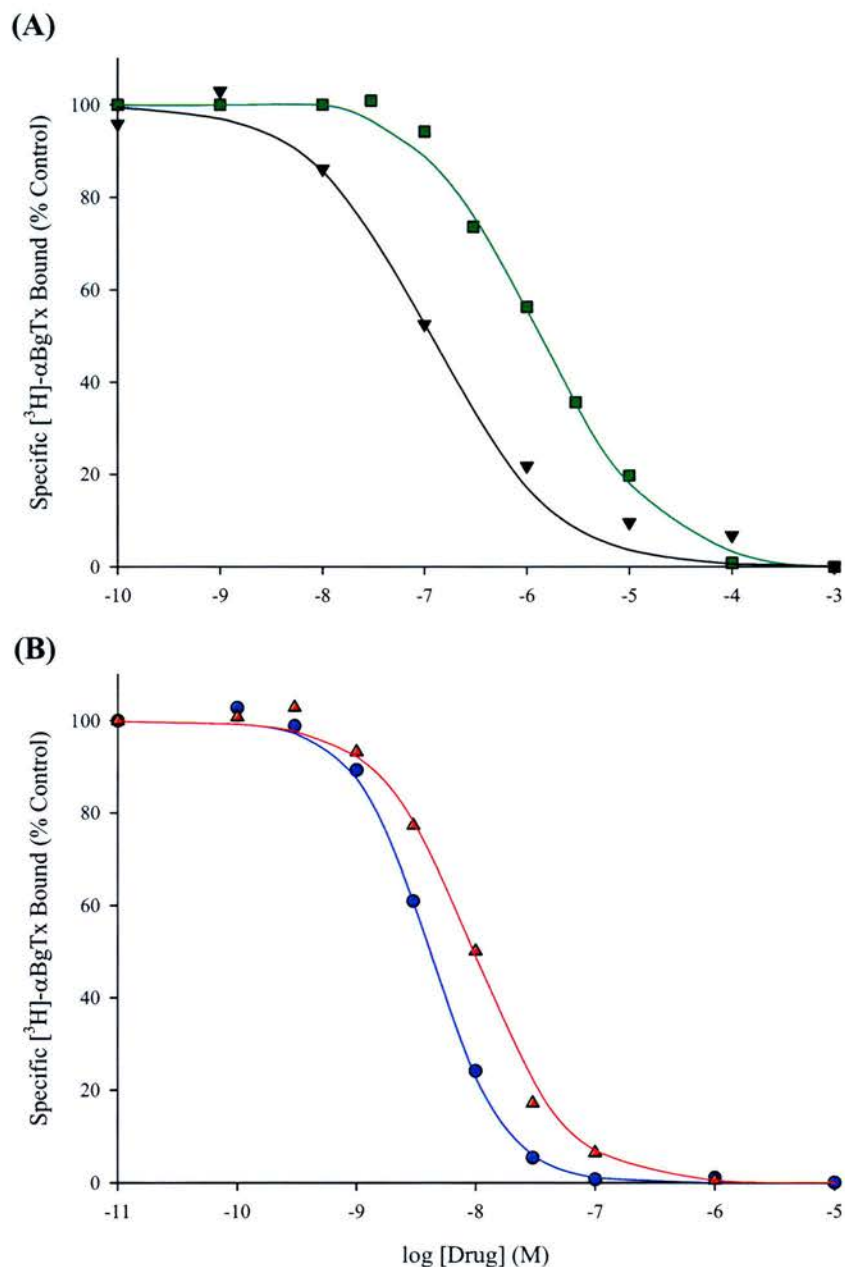 (A)
Specific [³H]-αBgTx Bound (% Control)
100
80
60
40
20
0
-10 -9 -8 -7 -6 -5 -4 -3
(B)
Specific [³H]-αBgTx Bound (% Control)
100
80
60
40
20
0
-11 -10 -9 -8 -7 -6 -5
log [Drug] (M)